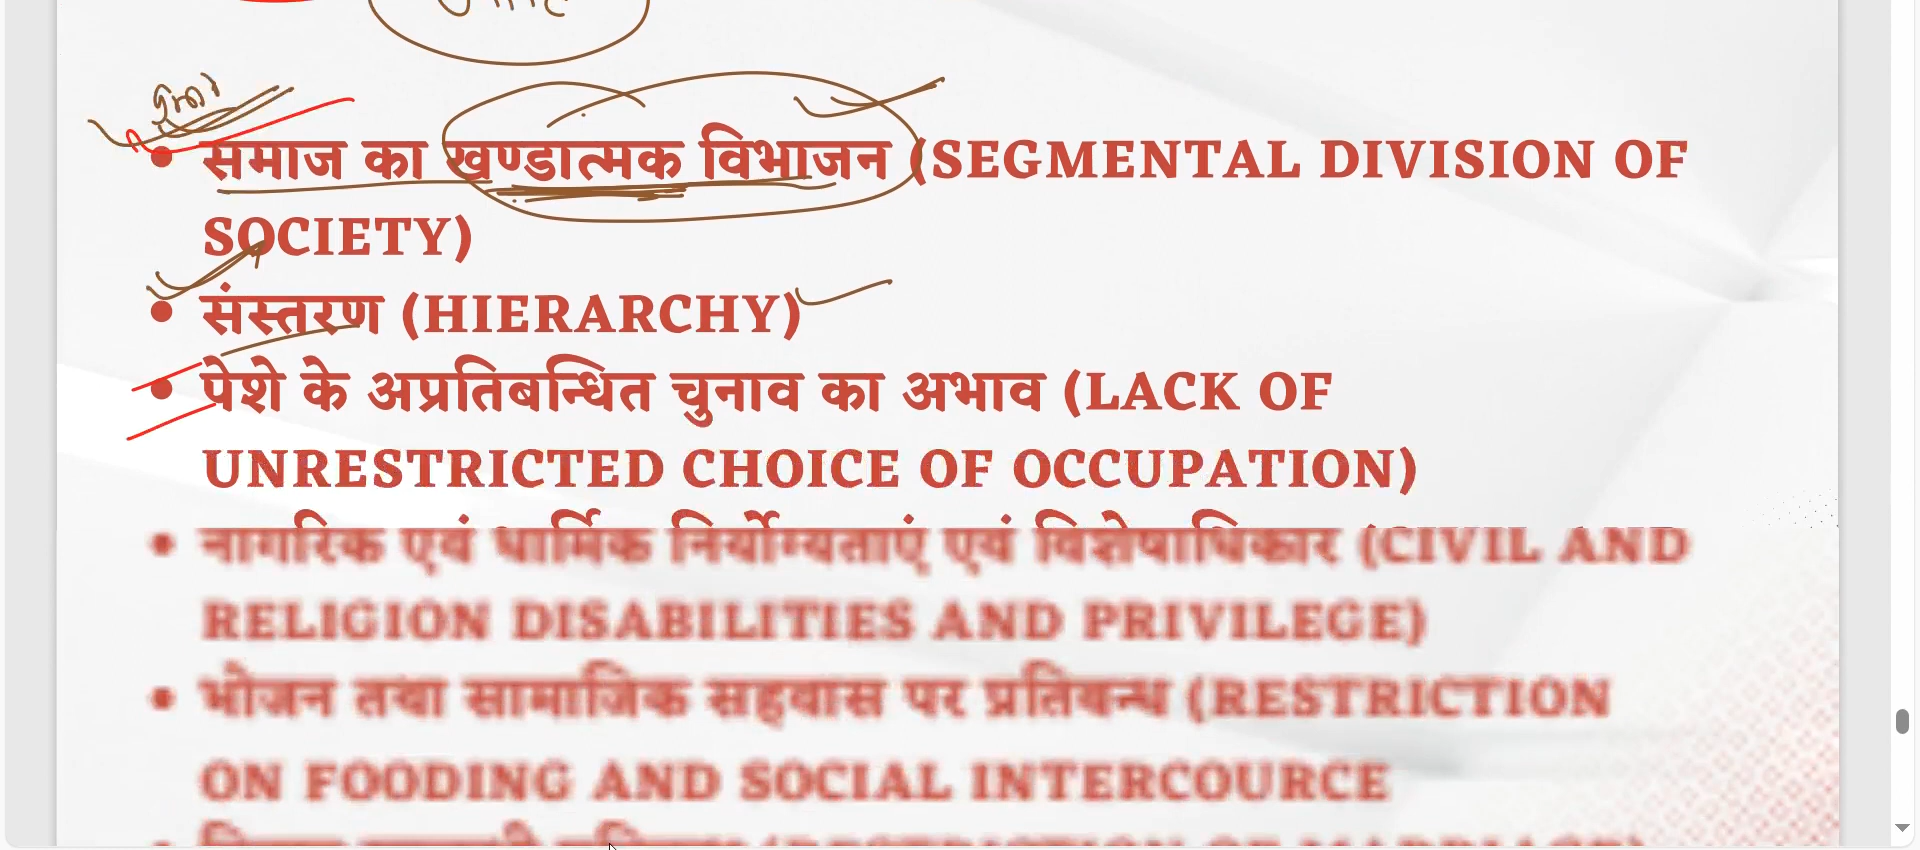 • समाज का खण्डात्मक विभाजन (SEGMENTAL DIVISION OF
SOCIETY)
• संस्तरण (HIERARCHY)
• पेशे के अप्रतिबन्धित चुनाव का अभाव (LACK OF
UNRESTRICTED CHOICE OF OCCUPATION)
• नागरिक एवं धार्मिक निर्योग्यताएं एवं विशेषाधिकार (CIVIL AND
RELIGION DISABILITIES AND PRIVILEGE)
• भोजन तथा सामाजिक सहवास पर प्रतिबन्ध (RESTRICTION
ON FOODING AND SOCIAL INTERCOURCE